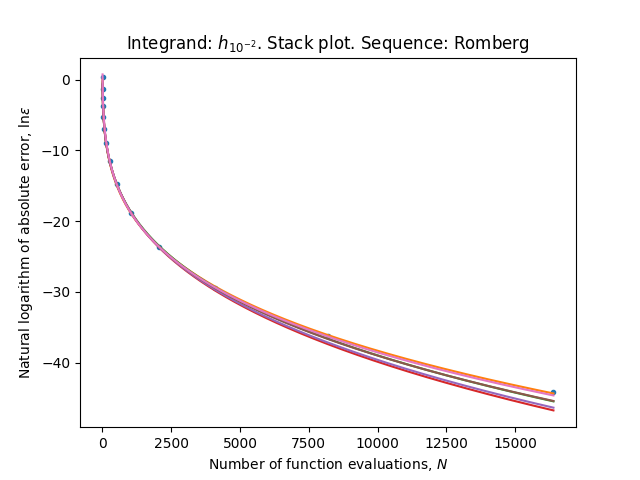 Integrand: h₁₀₋₂. Stack plot. Sequence: Romberg
Natural logarithm of absolute error, lnε
0
−10
−20
−30
−40
0 2500 5000 7500 10000 12500 15000
Number of function evaluations, N